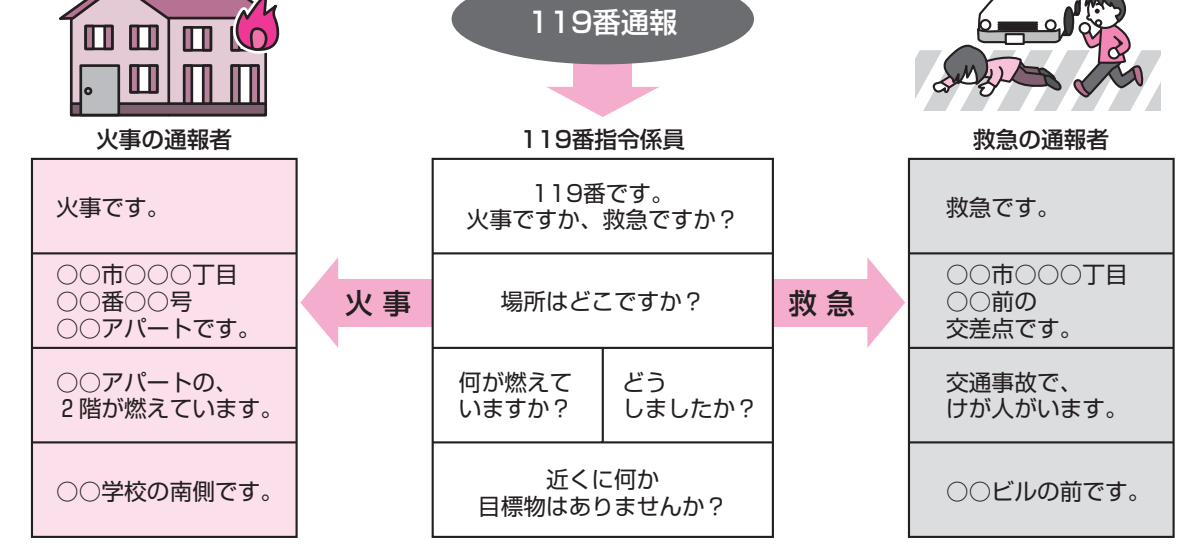 119番通報
火事の通報者
火事です。
○○市○○○丁目
○○番○○号
○○アパートです。
○○アパートの、
2階が燃えています。
○○学校の南側です。
火事
119番指令係員
119番です。
火事ですか、救急ですか？
場所はどこですか？
何が燃えて
いますか？
どう
しましたか？
近くに何か
目標物はありませんか？
救急
救急の通報者
救急です。
○○市○○○丁目
○○前の
交差点です。
交通事故で、
けが人がいます。
○○ビルの前です。